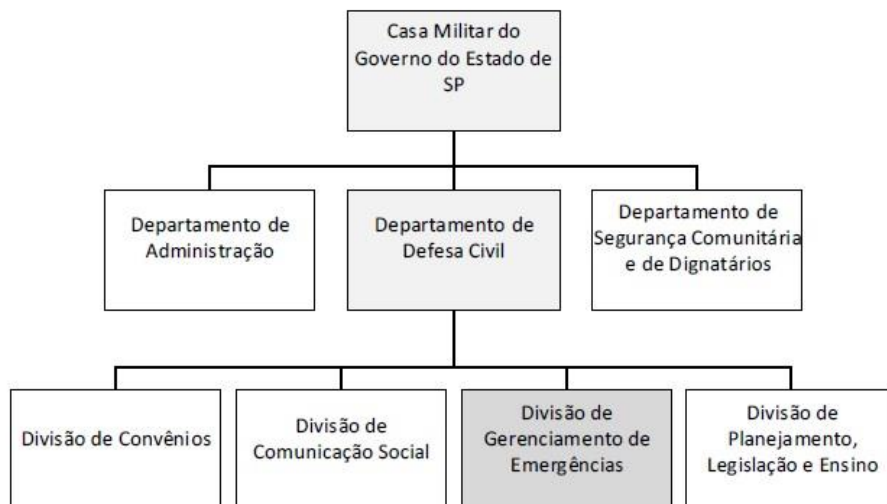 Casa Militar do
Governo do Estado de
SP
Departamento de
Administração
Departamento de
Defesa Civil
Departamento de
Segurança Comunitária
e de Dignatários
Divisão de Convênios
Divisão de
Comunicação Social
Divisão de
Gerenciamento de
Emergências
Divisão de
Planejamento,
Legislação e Ensino